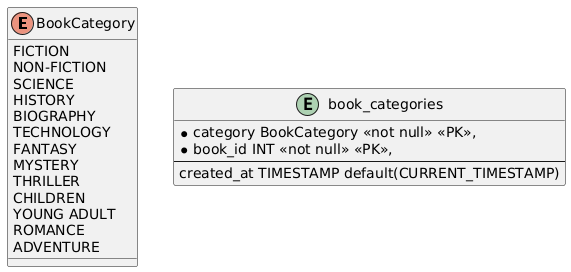 E BookCategory
FICTION
NON-FICTION
SCIENCE
HISTORY
BIOGRAPHY
TECHNOLOGY
FANTASY
MYSTERY
THRILLER
CHILDREN
YOUNG ADULT
ROMANCE
ADVENTURE
E book_categories
category BookCategory «not null» «PK»,
book_id INT «not null» «PK»,
created_at TIMESTAMP default(CURRENT_TIMESTAMP)